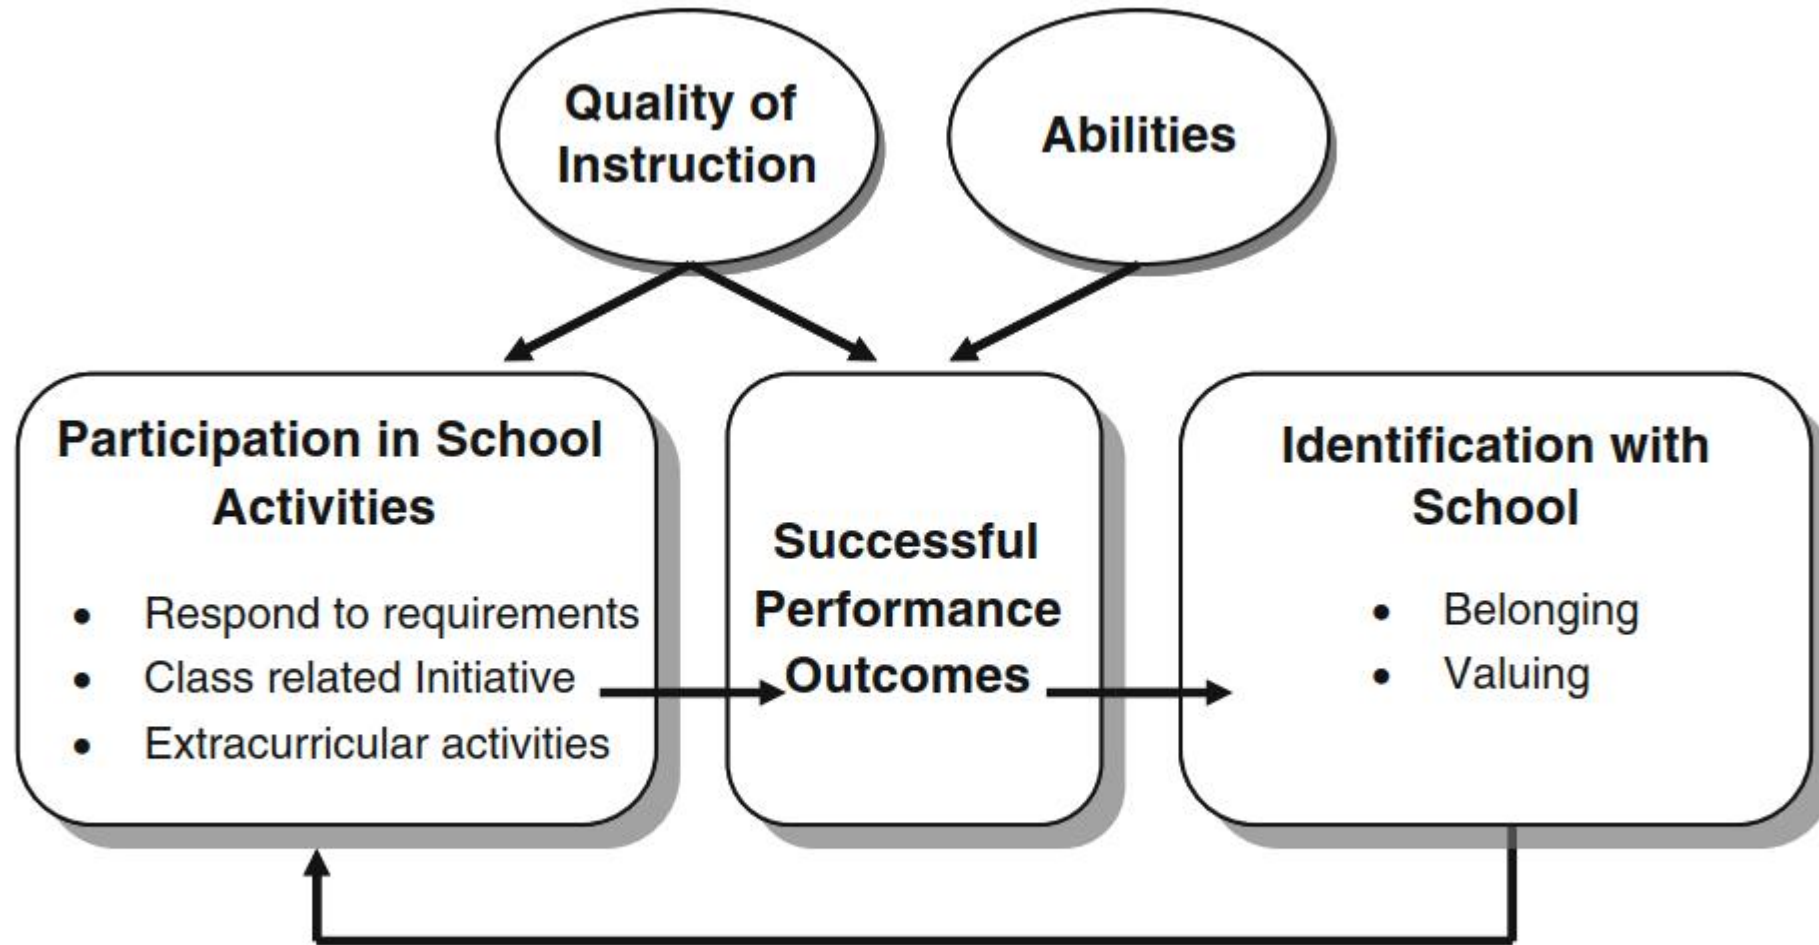 Quality of
Instruction
Abilities
Participation in School
Activities
• Respond to requirements
• Class related Initiative
• Extracurricular activities
Successful
Performance
Outcomes
Identification with
School
• Belonging
• Valuing